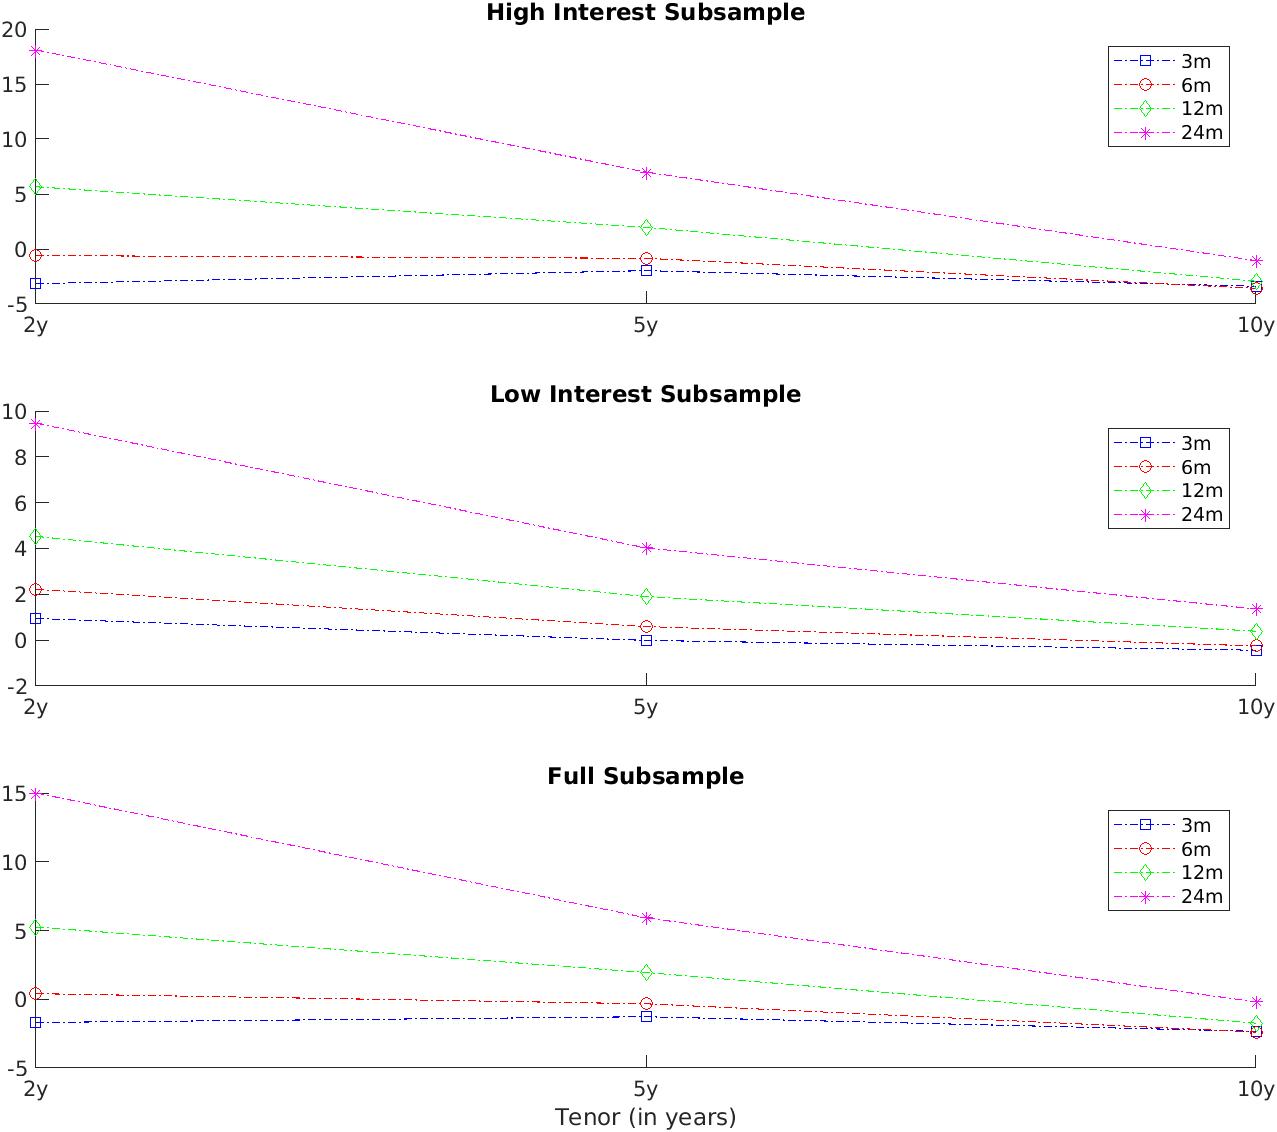 High Interest Subsample
20
15
10
5
0
-5
2y 5y 10y
3m
6m
12m
24m
Low Interest Subsample
10
8
6
4
2
0
-2
2y 5y 10y
3m
6m
12m
24m
Full Subsample
15
10
5
0
-5
2y 5y 10y
3m
6m
12m
24m
Tenor (in years)